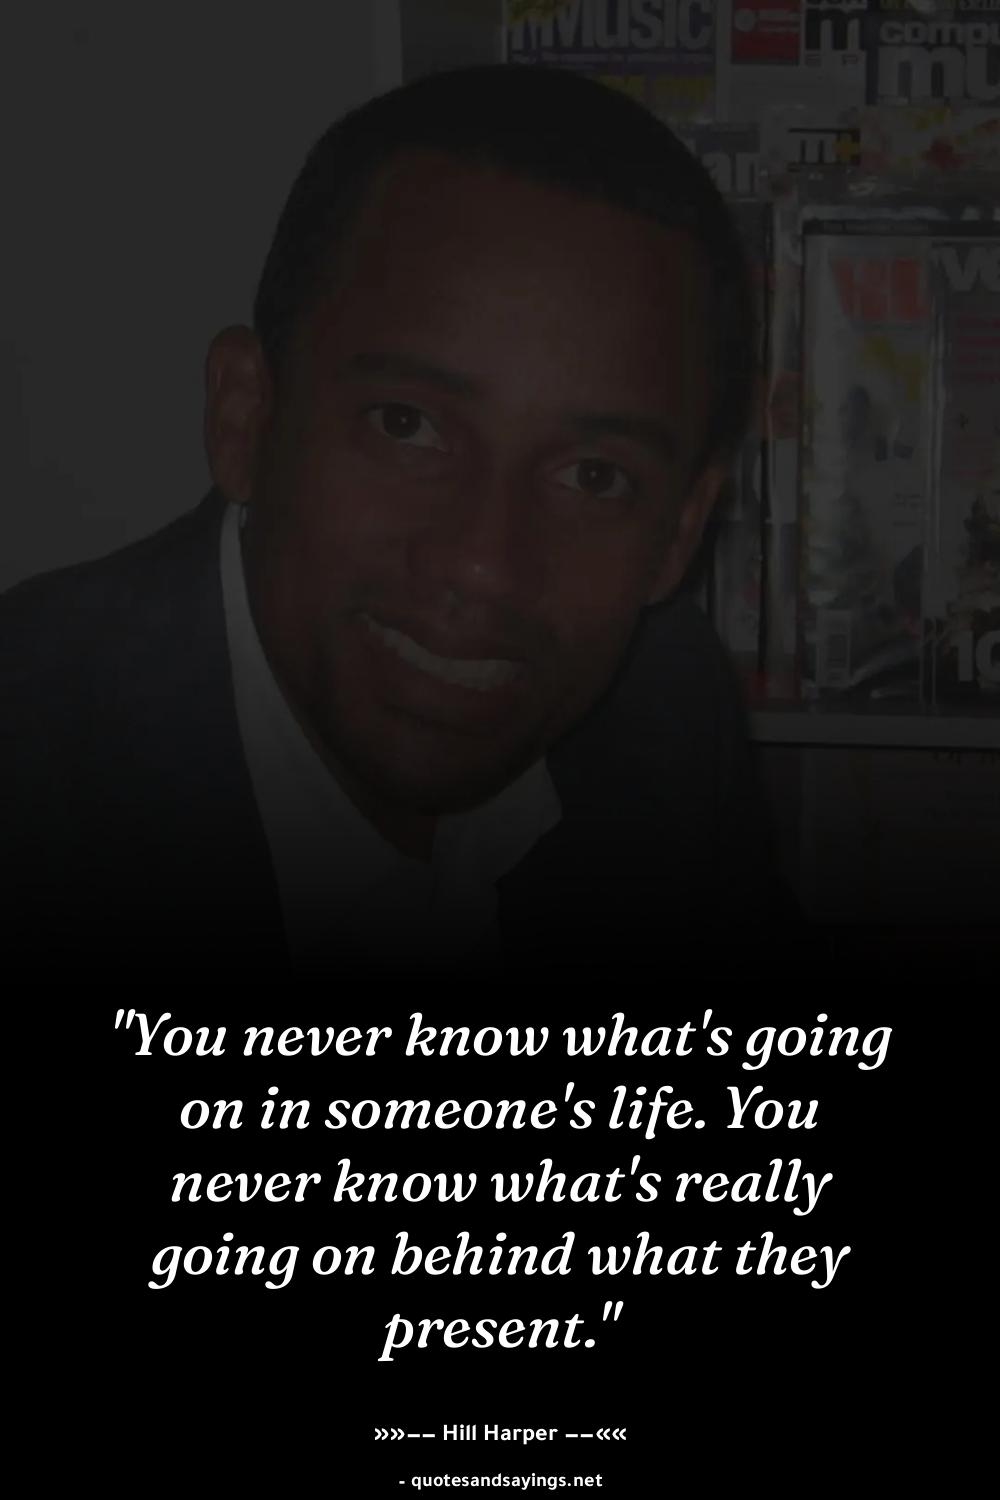 Music
"You never know what's going
on in someone's life. You
never know what's really
going on behind what they
present."
»»–– Hill Harper ––««
- quotesandsayings.net